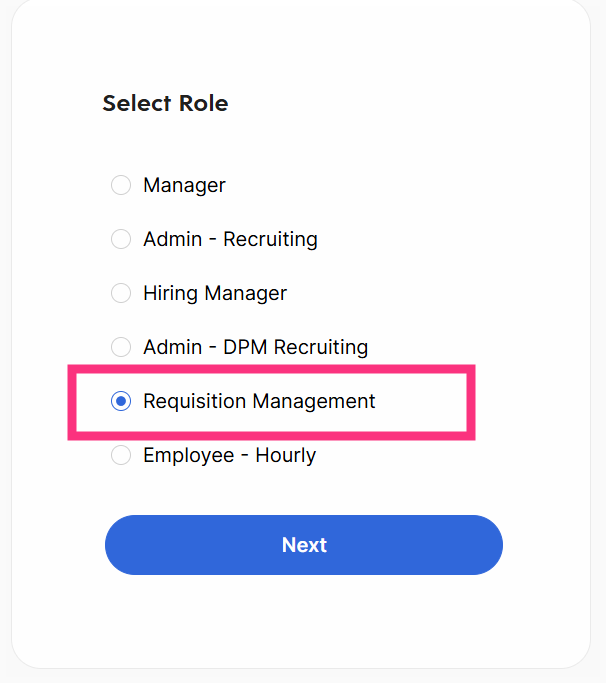 Select Role
Manager
Admin - Recruiting
Hiring Manager
Admin - DPM Recruiting
Requisition Management
Employee - Hourly
Next